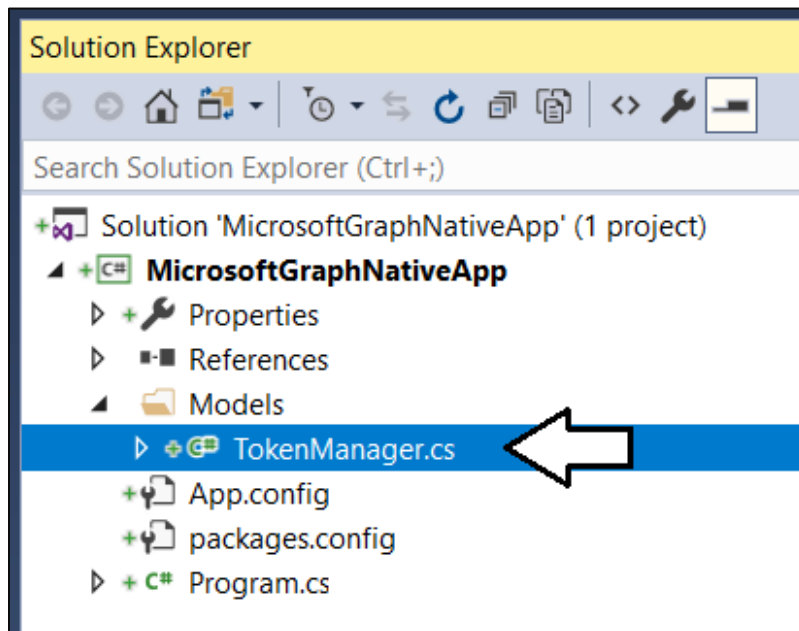 Solution Explorer
Search Solution Explorer (Ctrl+;)
Solution 'MicrosoftGraphNativeApp' (1 project)
C# MicrosoftGraphNativeApp
Properties
References
Models
C# TokenManager.cs
App.config
packages.config
C# Program.cs